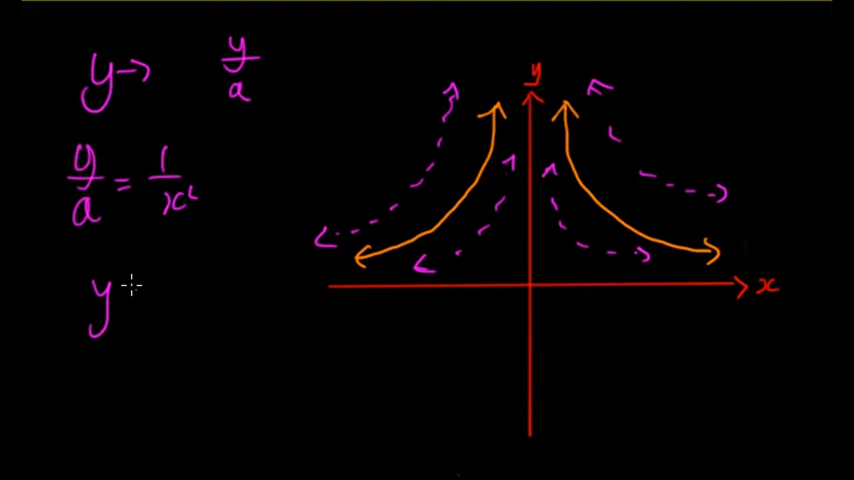 y → y/a
y/a = 1/x²
y
y
x